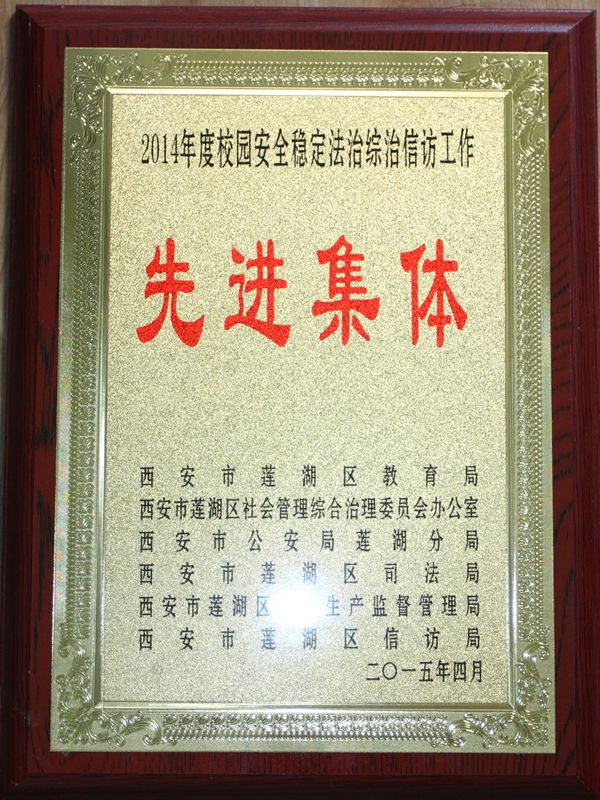 2014年度校园安全稳定法治综治信访工作
先进集体
西安市莲湖区教育局
西安市莲湖区社会管理综合治理委员会办公室
西安市公安局莲湖分局
西安市莲湖区司法局
西安市莲湖区 生产监督管理局
西安市莲湖区信访局
二〇一五年四月